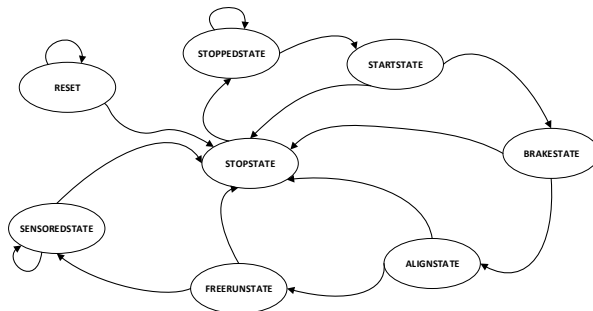 STOPPEDSTATE
STARTSTATE
RESET
STOPSTATE
BRAKESTATE
SENSOREDSTATE
ALIGNSTATE
FREERUNSTATE